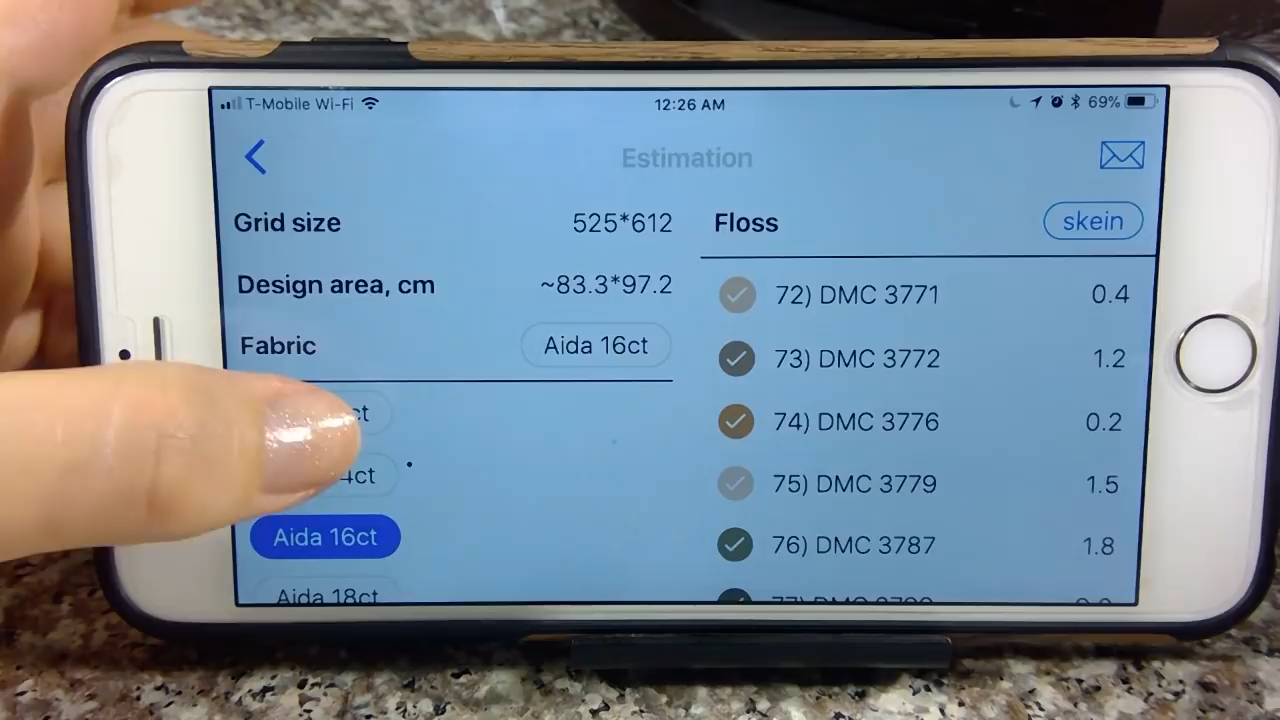 T-Mobile Wi-Fi 12:26 AM 69%
Estimation
Grid size 525*612
Design area, cm ~83.3*97.2
Fabric Aida 16ct
ct
4ct
Aida 16ct
Aida 18ct
Floss skein
72) DMC 3771 0.4
73) DMC 3772 1.2
74) DMC 3776 0.2
75) DMC 3779 1.5
76) DMC 3787 1.8